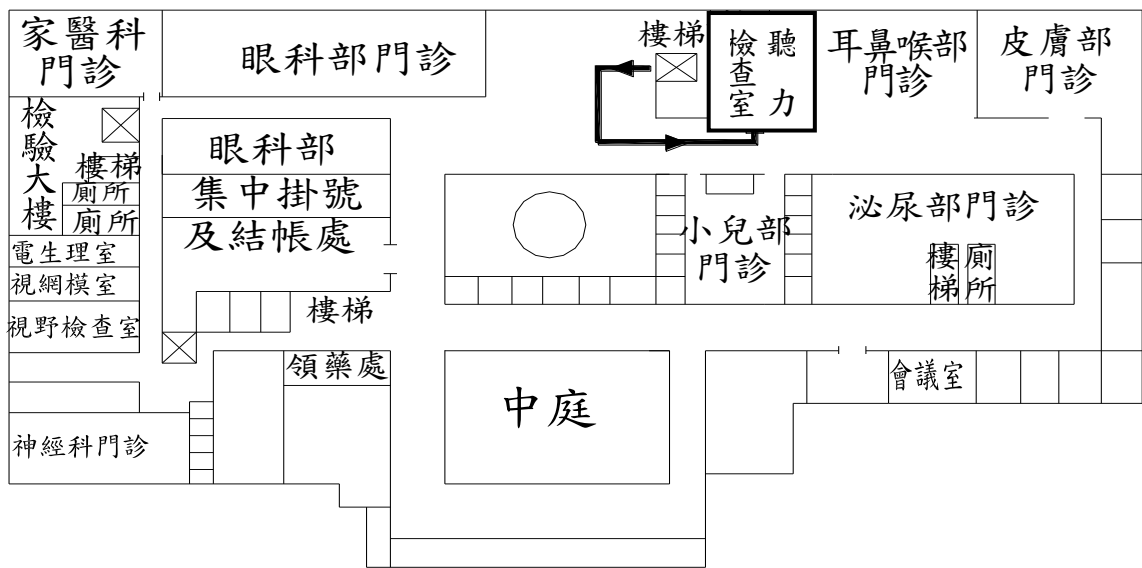 家醫科
門診
眼科部門診
樓梯
聽力
檢查室
耳鼻喉部
門診
皮膚部
門診
檢驗大樓
樓梯
廁所
廁所
眼科部
集中掛號
及結帳處
小兒部
門診
泌尿部門診
樓梯
廁所
電生理室
視網模室
視野檢查室
樓梯
領藥處
中庭
會議室
神經科門診